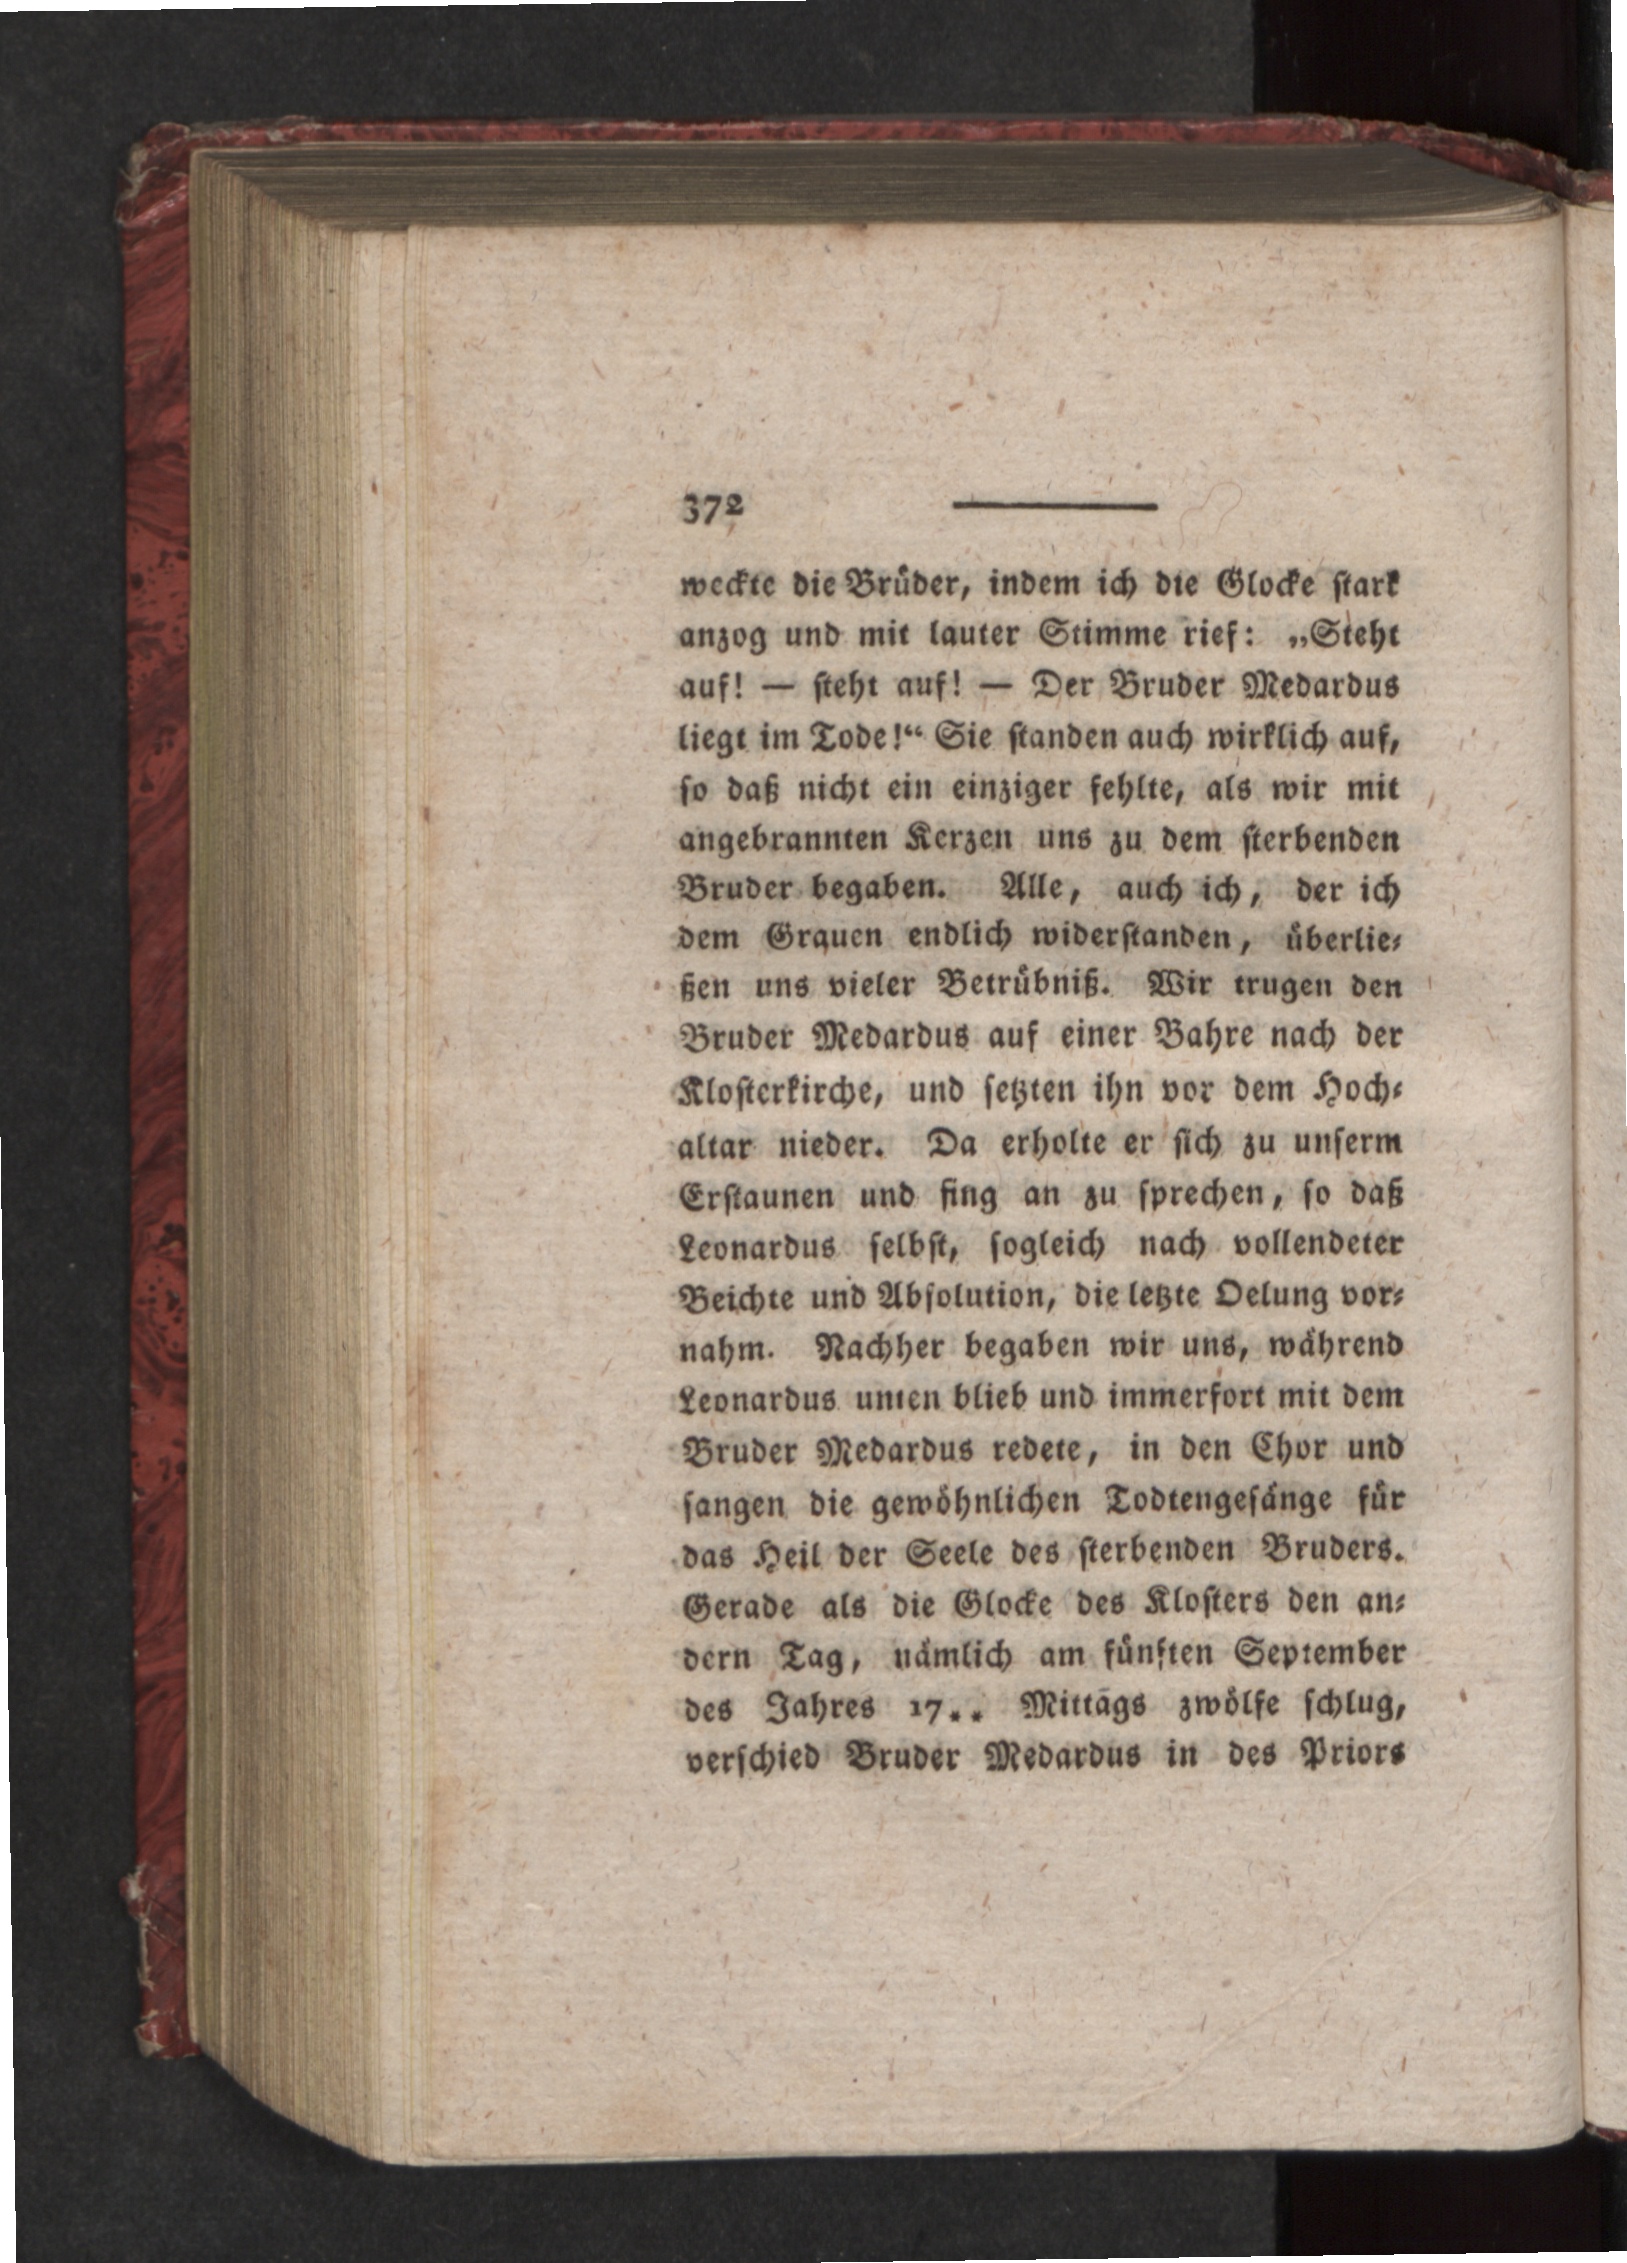 372
weckte die Brüder, indem ich die Glocke stark
anzog und mit lauter Stimme rief: „Steht
auf! — steht auf! — Der Bruder Medardus
liegt im Tode!“ Sie standen auch wirklich auf,
so daß nicht ein einziger fehlte, als wir mit
angebrannten Kerzen uns zu dem sterbenden
Bruder begaben. Alle, auch ich, der ich
dem Grauen endlich widerstanden, überlie-
ßen uns vieler Betrübniß. Wir trugen den
Bruder Medardus auf einer Bahre nach der
Klosterkirche, und setzten ihn vor dem Hoch-
altar nieder. Da erholte er sich zu unserm
Erstaunen und fing an zu sprechen, so daß
Leonardus selbst, sogleich nach vollendeter
Beichte und Absolution, die letzte Oelung vor-
nahm. Nachher begaben wir uns, während
Leonardus unten blieb und immerfort mit dem
Bruder Medardus redete, in den Chor und
sangen die gewöhnlichen Todtengesänge für
das Heil der Seele des sterbenden Bruders.
Gerade als die Glocke des Klosters den an-
dern Tag, nämlich am fünften September
des Jahres 17** Mittags zwölfe schlug,
verschied Bruder Medardus in des Priors